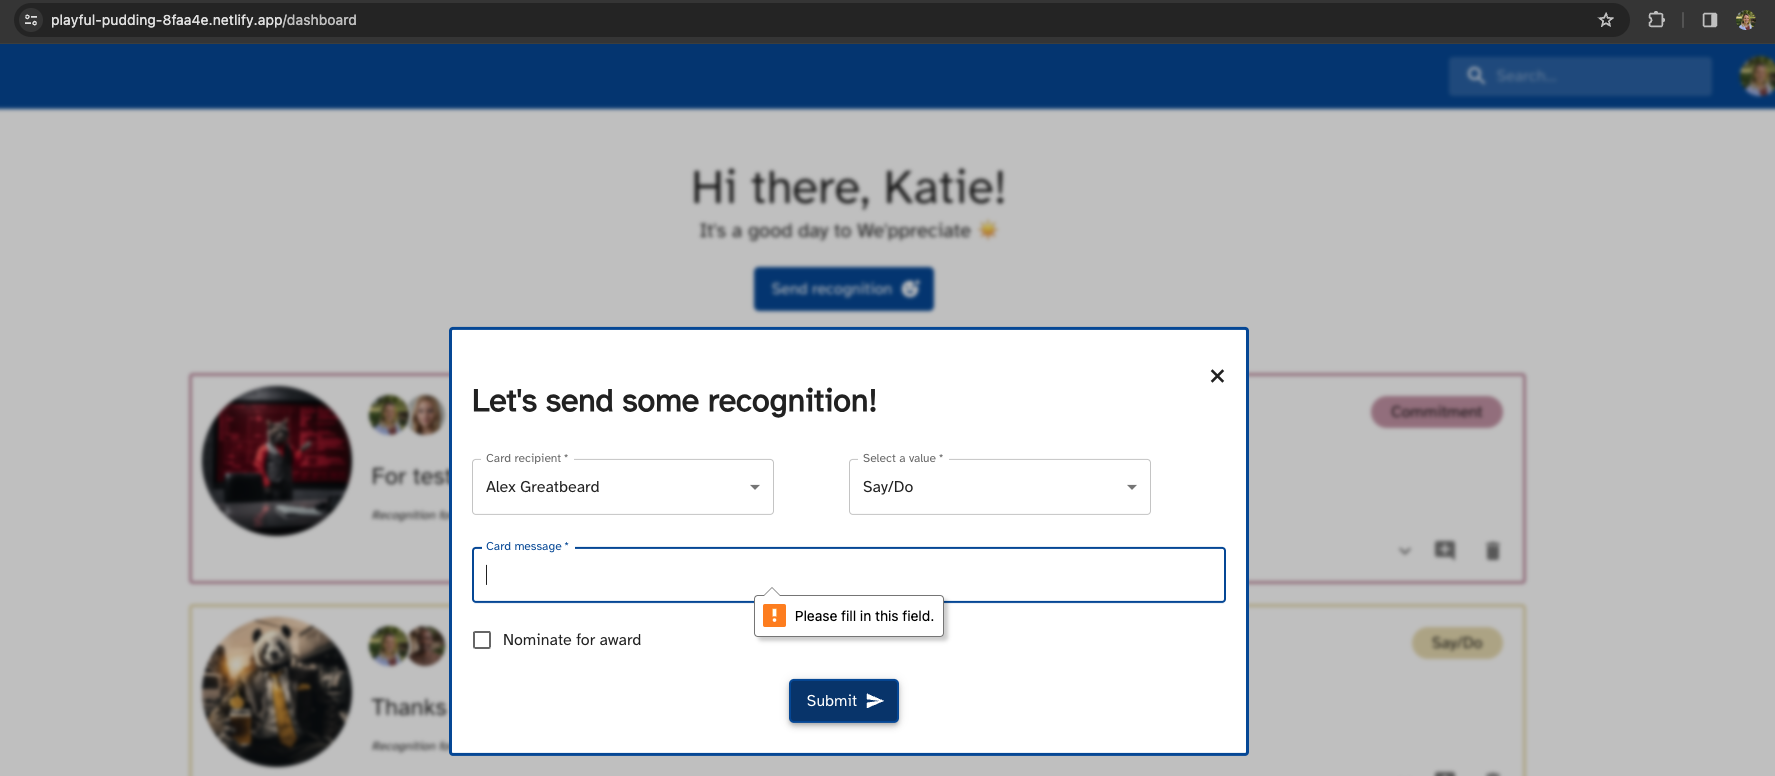 playful-pudding-8faa4e.netlify.app/dashboard
Search...
Hi there, Katie!
It's a good day to We'ppreciate
Send recognition
Let's send some recognition!
Commitment
Card recipient *
Select a value *
Alex Greatbeard
Say/Do
For test
Recognition
Card message *
Please fill in this field.
Nominate for award
Say/Do
Submit
Thanks
Recognition